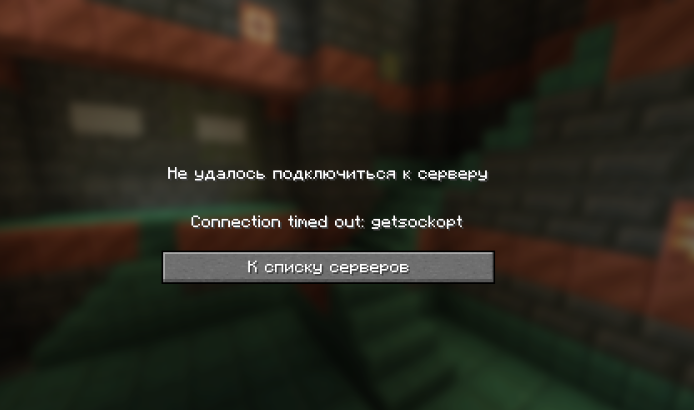 Не удалось подключиться к серверу
Connection timed out: getsockopt
К списку серверов